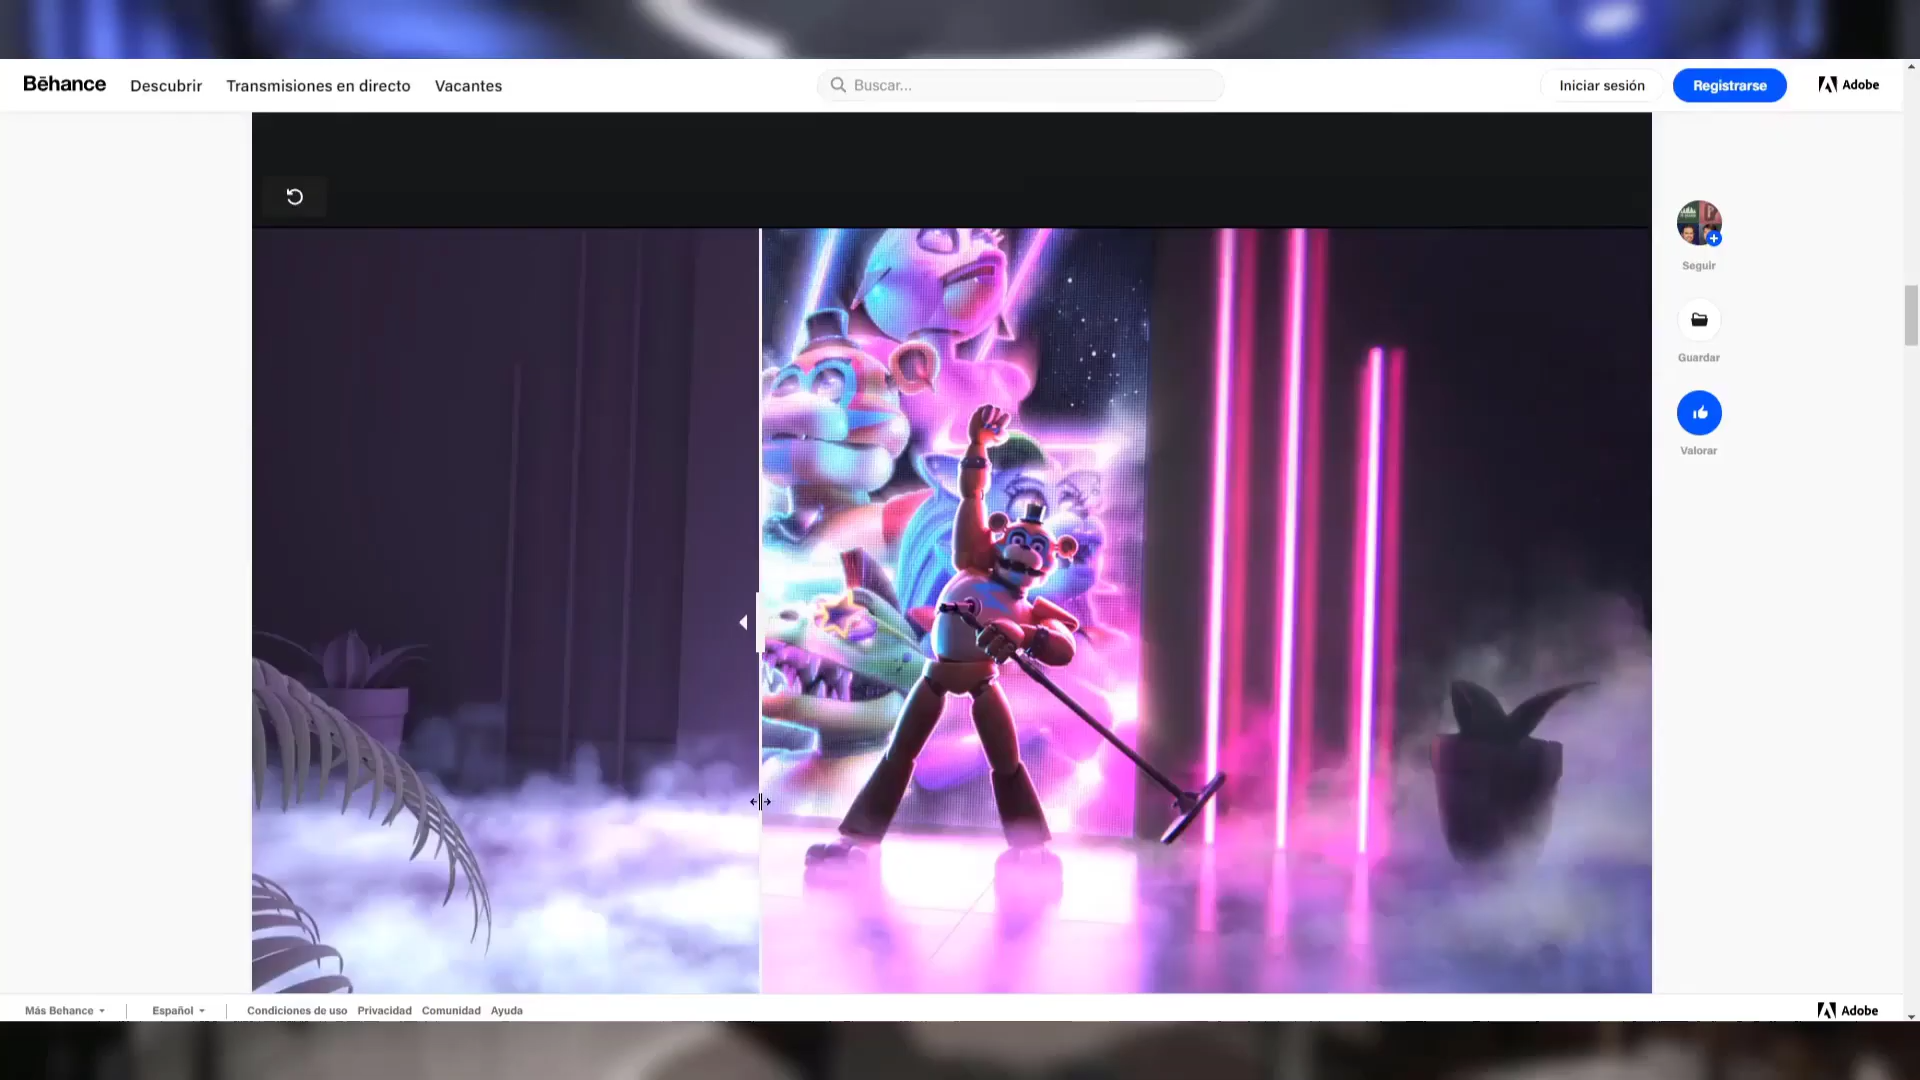 Bēhance
Descubrir
Transmisiones en directo
Vacantes
Buscar...
Iniciar sesión
Registrarse
Adobe
Seguir
Guardar
Valorar
Más Behance
Español
Condiciones de uso
Privacidad
Comunidad
Ayuda
Adobe